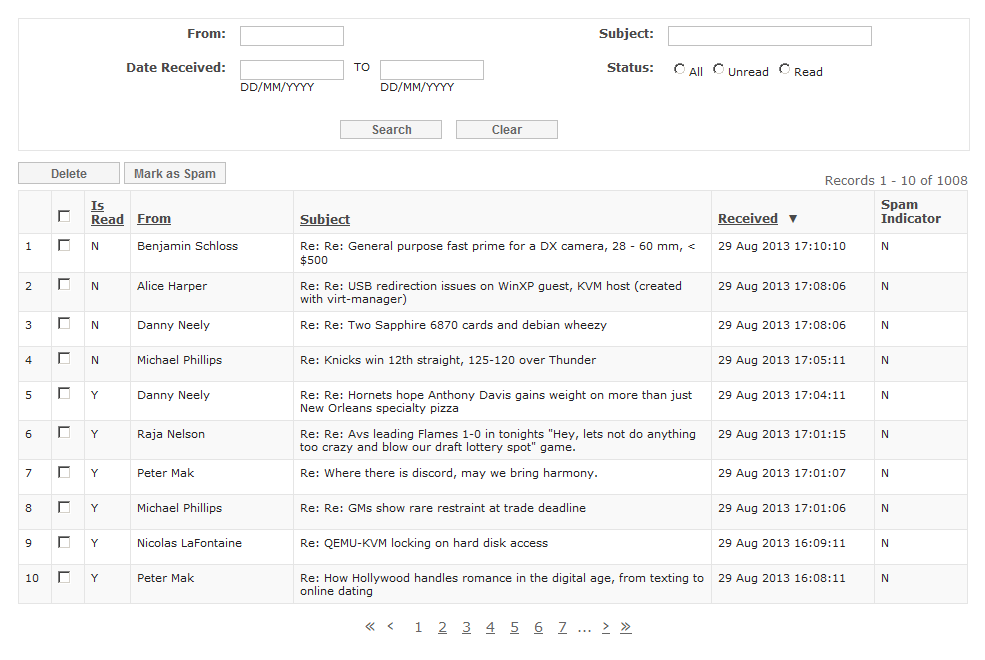 From: Subject:
Date Received: TO Status: All Unread Read
DD/MM/YYYY DD/MM/YYYY
Search Clear
Delete Mark as Spam
Records 1 - 10 of 1008
Is Read From Subject Received ▼ Spam Indicator
1 N Benjamin Schloss Re: Re: General purpose fast prime for a DX camera, 28 - 60 mm, < 29 Aug 2013 17:10:10 N
$500
2 N Alice Harper Re: Re: USB redirection issues on WinXP guest, KVM host (created 29 Aug 2013 17:08:06 N
with virt-manager)
3 N Danny Neely Re: Re: Two Sapphire 6870 cards and debian wheezy 29 Aug 2013 17:08:06 N
4 N Michael Phillips Re: Knicks win 12th straight, 125-120 over Thunder 29 Aug 2013 17:05:11 N
5 Y Danny Neely Re: Re: Hornets hope Anthony Davis gains weight on more than just 29 Aug 2013 17:04:11 N
New Orleans specialty pizza
6 Y Raja Nelson Re: Re: Avs leading Flames 1-0 in tonights "Hey, lets not do anything 29 Aug 2013 17:01:15 N
too crazy and blow our draft lottery spot" game.
7 Y Peter Mak Re: Where there is discord, may we bring harmony. 29 Aug 2013 17:01:07 N
8 Y Michael Phillips Re: Re: GMs show rare restraint at trade deadline 29 Aug 2013 17:01:06 N
9 Y Nicolas LaFontaine Re: QEMU-KVM locking on hard disk access 29 Aug 2013 16:09:11 N
10 Y Peter Mak Re: How Hollywood handles romance in the digital age, from texting to 29 Aug 2013 16:08:11 N
online dating
« < 1 2 3 4 5 6 7 ... > »